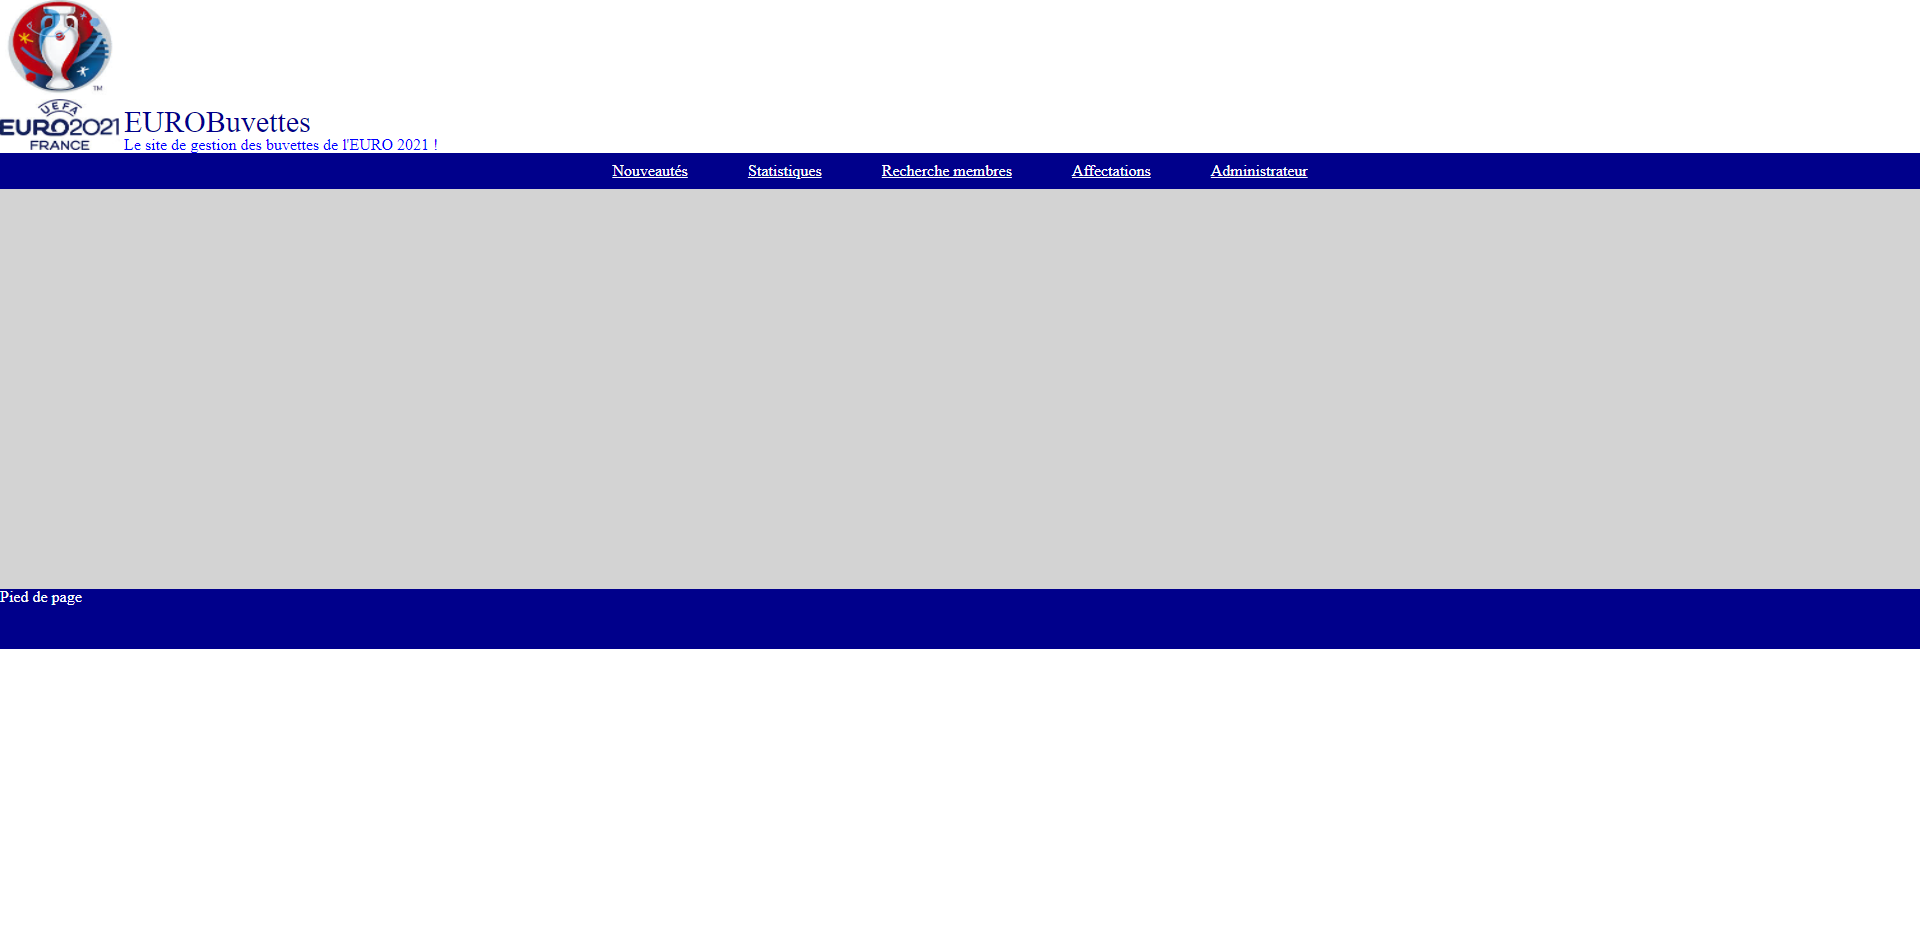 TM
UEFA
EURO2021
FRANCE
EUROBuvettes
Le site de gestion des buvettes de l'EURO 2021 !
Nouveautés Statistiques Recherche membres Affectations Administrateur
Pied de page